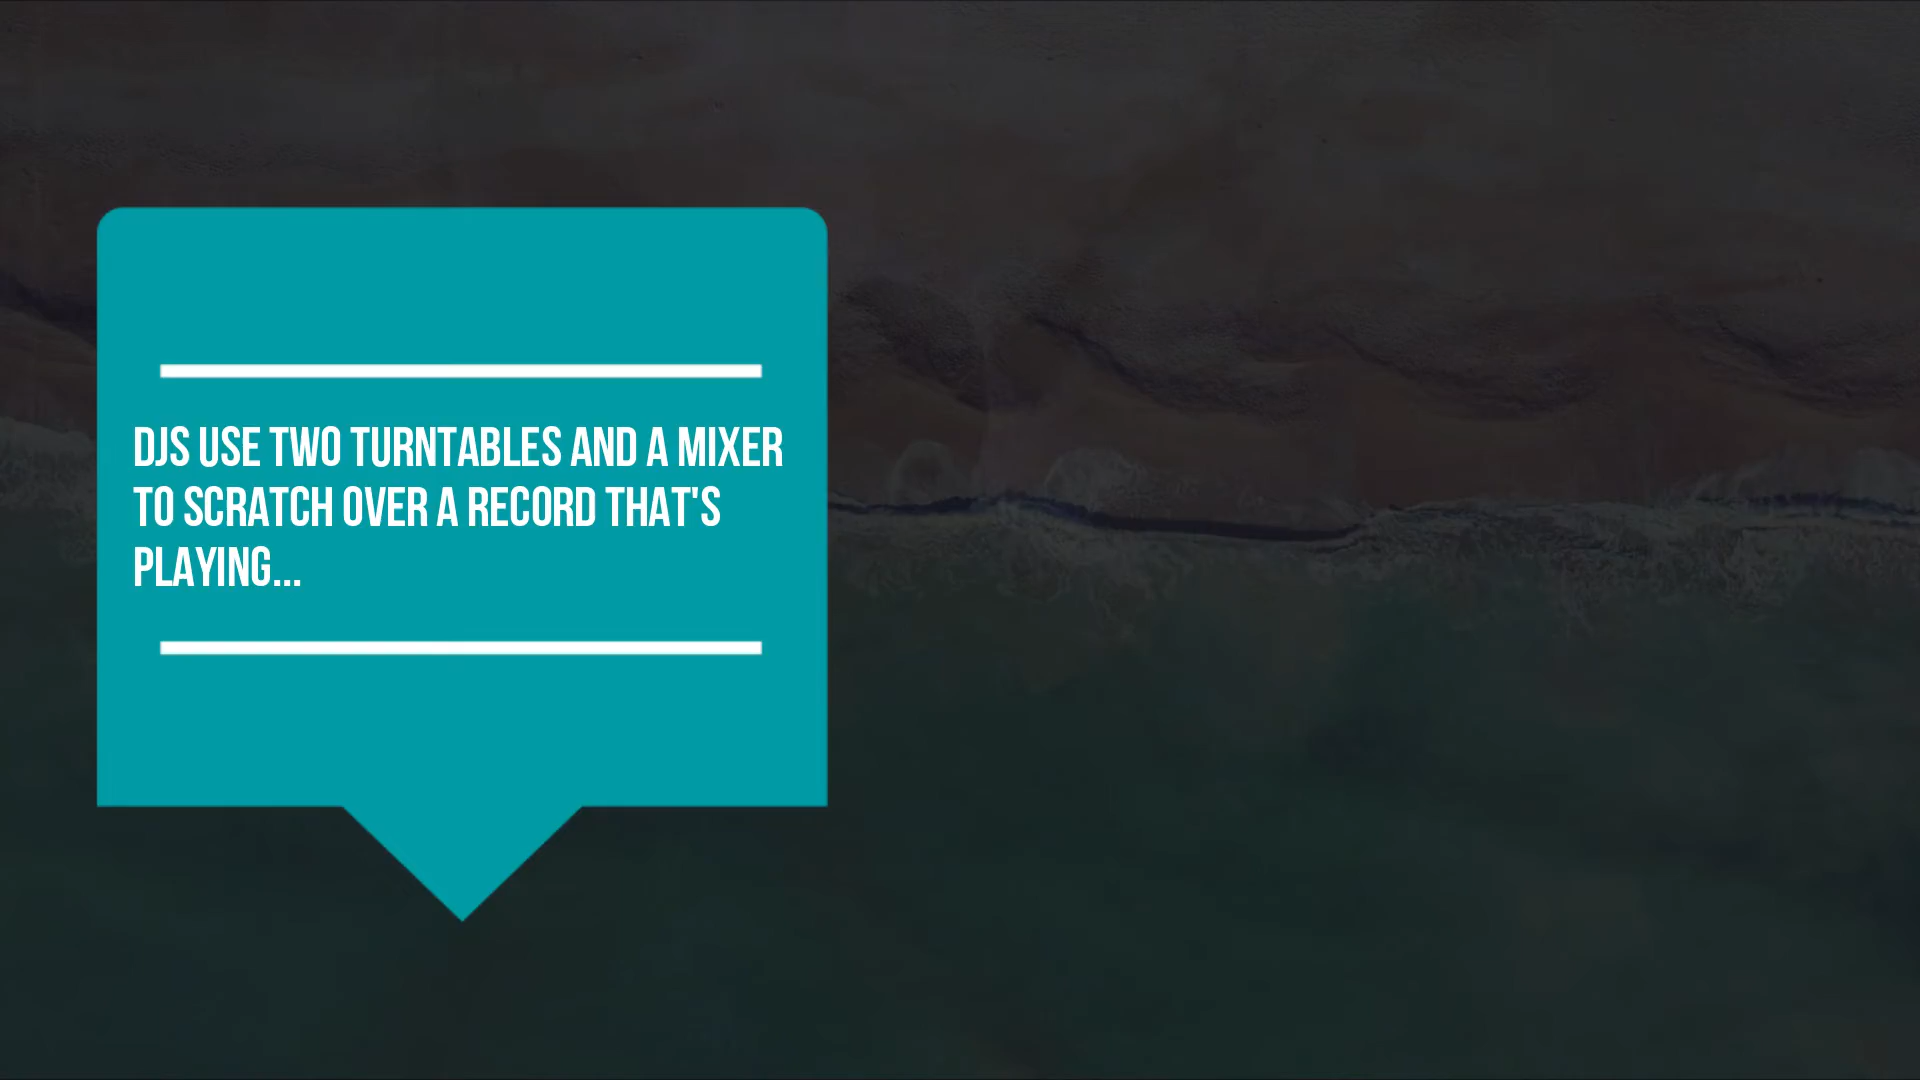 DJS USE TWO TURNTABLES AND A MIXER
TO SCRATCH OVER A RECORD THAT'S
PLAYING...